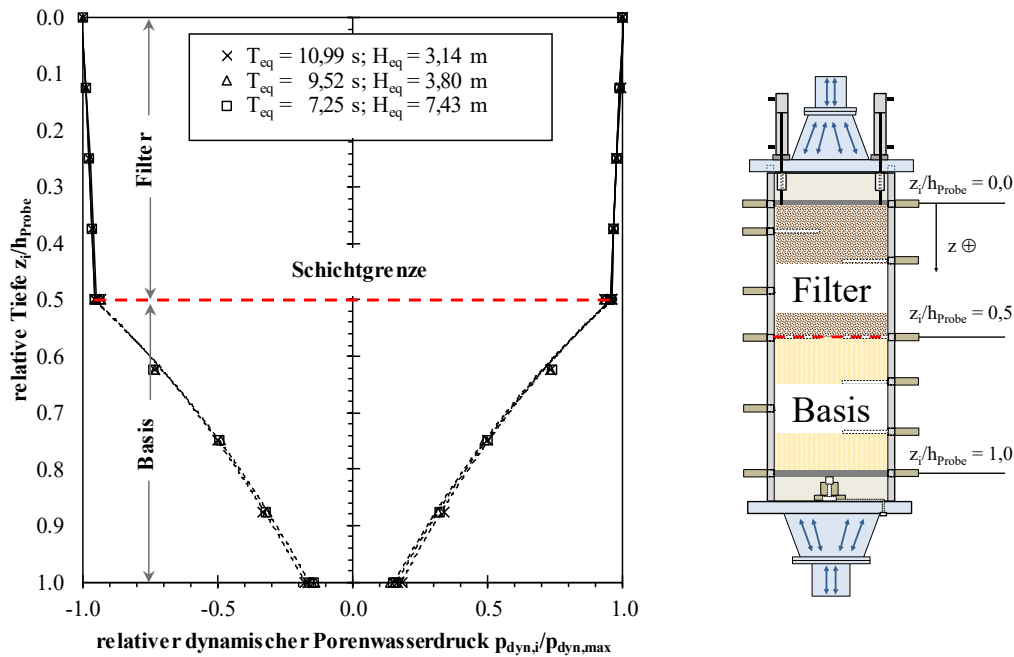 0.0
0.1
0.2
0.3
0.4
0.5
0.6
0.7
0.8
0.9
1.0
relative Tiefe z_i/h_Probe
Filter
Basis
T_eq = 10,99 s; H_eq = 3,14 m
T_eq = 9,52 s; H_eq = 3,80 m
T_eq = 7,25 s; H_eq = 7,43 m
Schichtgrenze
-1.0 -0.5 0.0 0.5 1.0
relativer dynamischer Porenwasserdruck p_dyn,i/p_dyn,max
z_i/h_Probe = 0,0
z ⊕
Filter
z_i/h_Probe = 0,5
Basis
z_i/h_Probe = 1,0